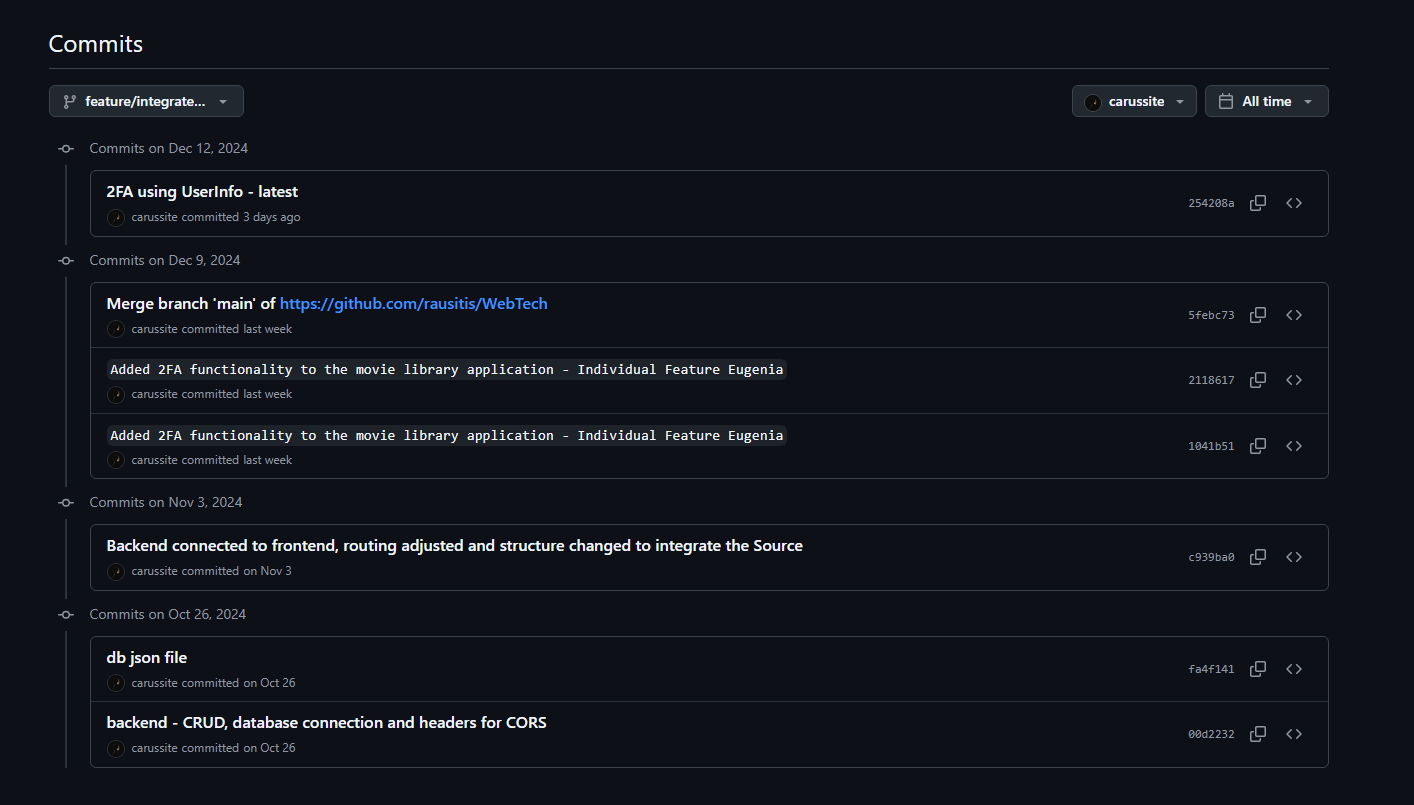 Commits
feature/integrate...
carussite
All time
Commits on Dec 12, 2024
2FA using UserInfo - latest
254208a
carussite committed 3 days ago
Commits on Dec 9, 2024
Merge branch 'main' of https://github.com/rausitis/WebTech
5febc73
carussite committed last week
Added 2FA functionality to the movie library application - Individual Feature Eugenia
2118617
carussite committed last week
Added 2FA functionality to the movie library application - Individual Feature Eugenia
1041b51
carussite committed last week
Commits on Nov 3, 2024
Backend connected to frontend, routing adjusted and structure changed to integrate the Source
c939ba0
carussite committed on Nov 3
Commits on Oct 26, 2024
db json file
fa4f141
carussite committed on Oct 26
backend - CRUD, database connection and headers for CORS
00d2232
carussite committed on Oct 26